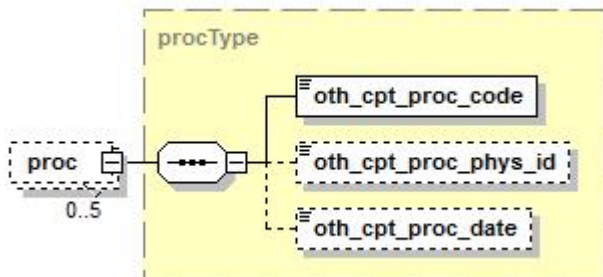 procType
oth_cpt_proc_code
proc
oth_cpt_proc_phys_id
0..5
oth_cpt_proc_date